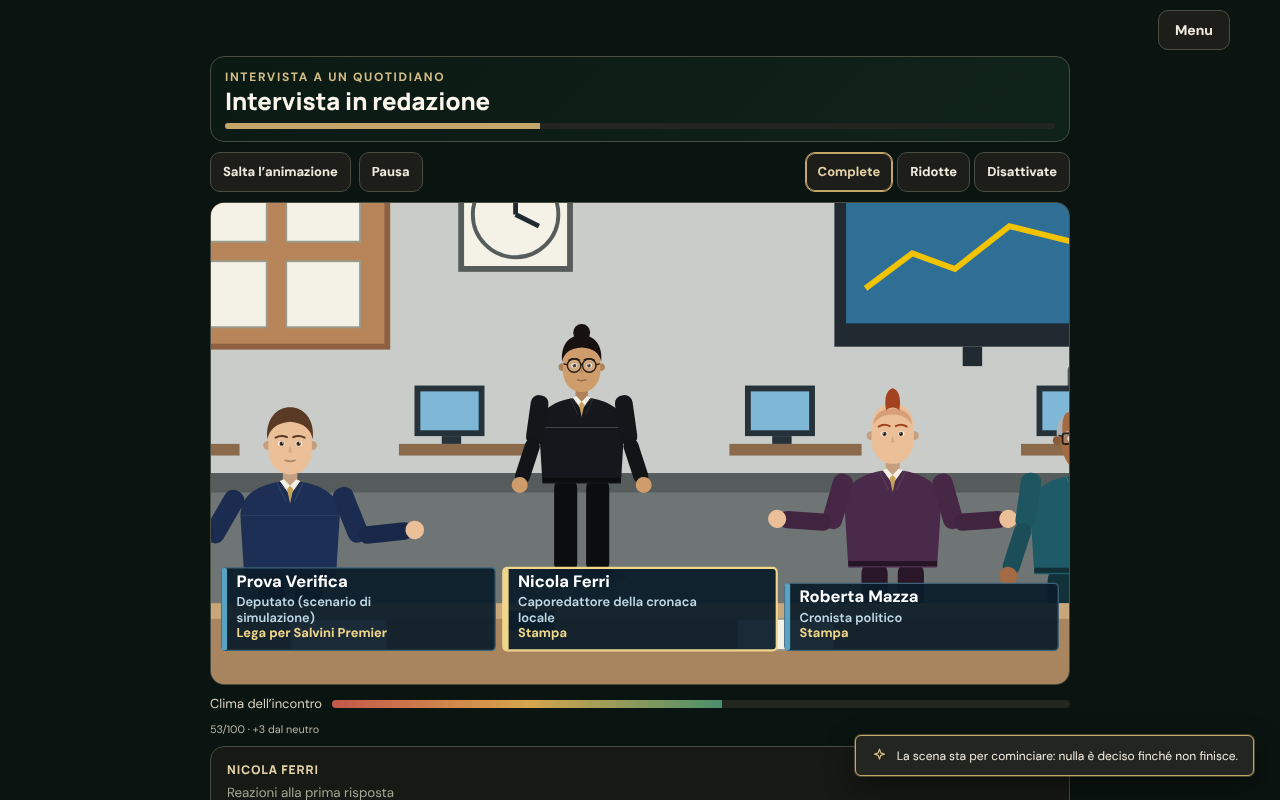 Menu
INTERVISTA A UN QUOTIDIANO
Intervista in redazione
Salta l'animazione
Pausa
Complete
Ridotte
Disattivate
Prova Verifica
Deputato (scenario di
simulazione)
Lega per Salvini Premier
Nicola Ferri
Caporedattore della cronaca
locale
Stampa
Roberta Mazza
Cronista politico
Stampa
Clima dell'incontro
53/100 · +3 dal neutro
La scena sta per cominciare: nulla è deciso finché non finisce.
NICOLA FERRI
Reazioni alla prima risposta